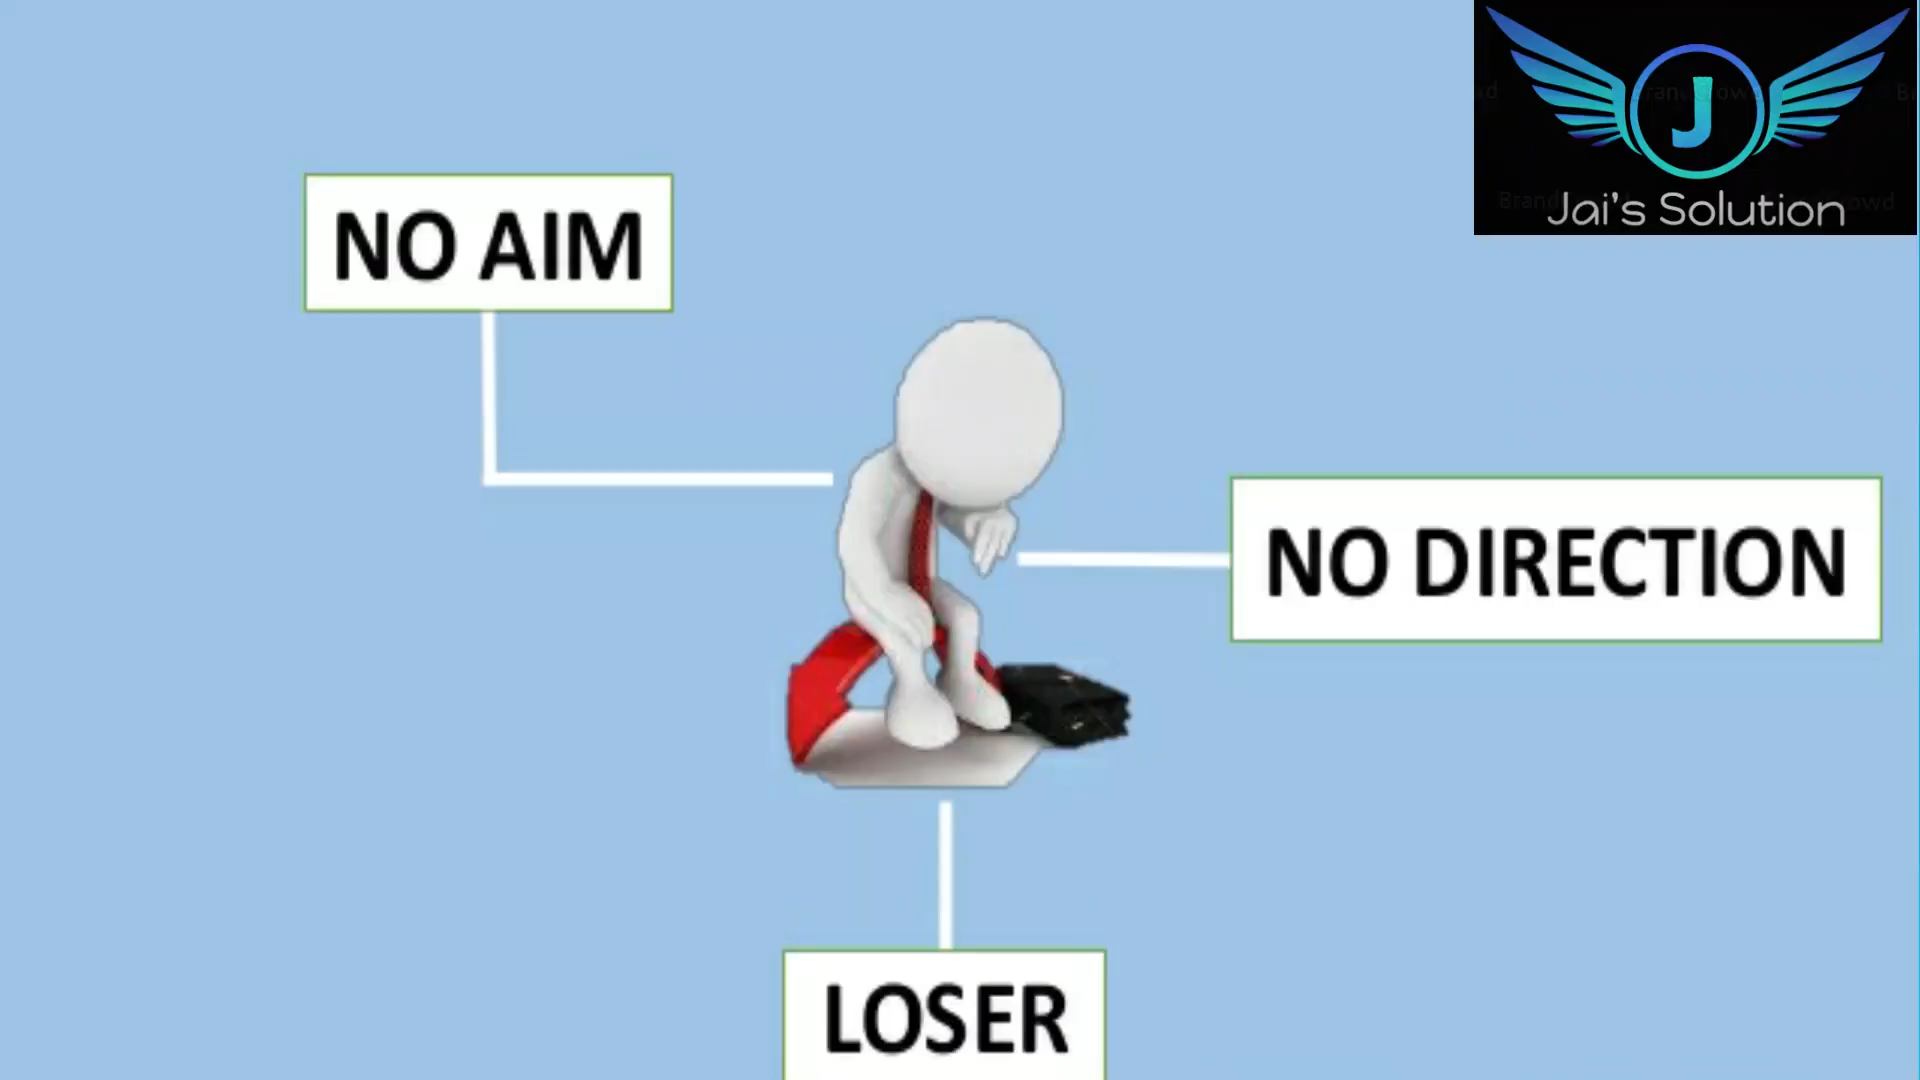 J
Jai's Solution
NO AIM
NO DIRECTION
LOSER